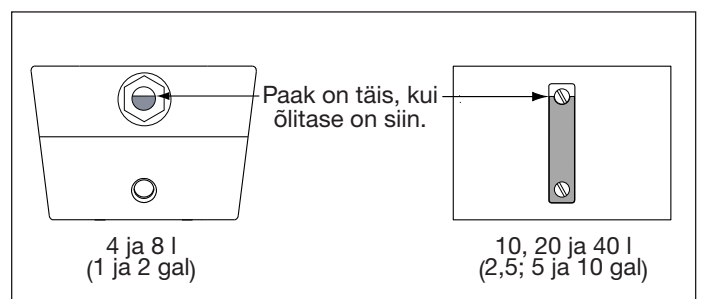 Paak on täis, kui
õlitase on siin.
4 ja 8 l
(1 ja 2 gal)
10, 20 ja 40 l
(2,5; 5 ja 10 gal)